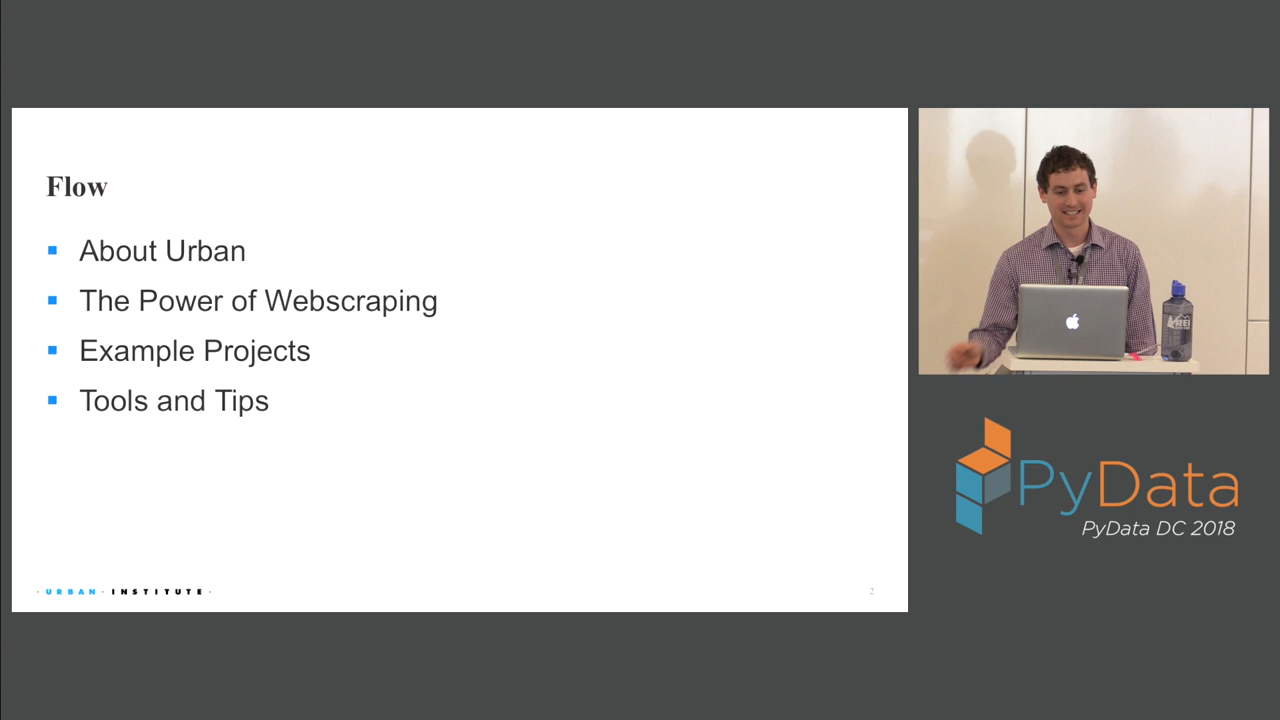 Flow
About Urban
The Power of Webscraping
Example Projects
Tools and Tips
· URBAN · INSTITUTE ·
2
REI
PyData
PyData DC 2018